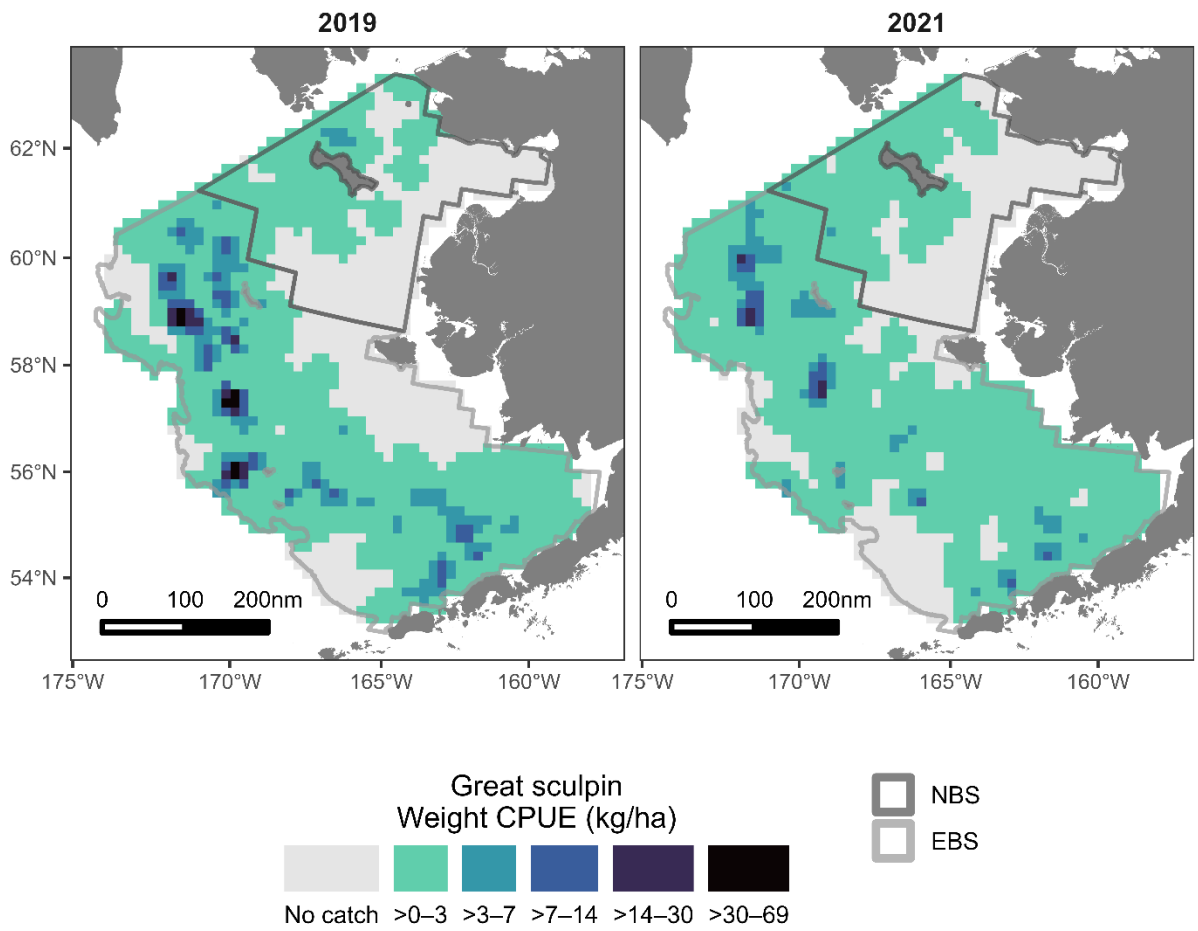 2019
2021
62°N
60°N
58°N
56°N
54°N
0 100 200nm
0 100 200nm
175°W 170°W 165°W 160°W
175°W 170°W 165°W 160°W
Great sculpin
Weight CPUE (kg/ha)
No catch >0–3 >3–7 >7–14 >14–30 >30–69
NBS
EBS